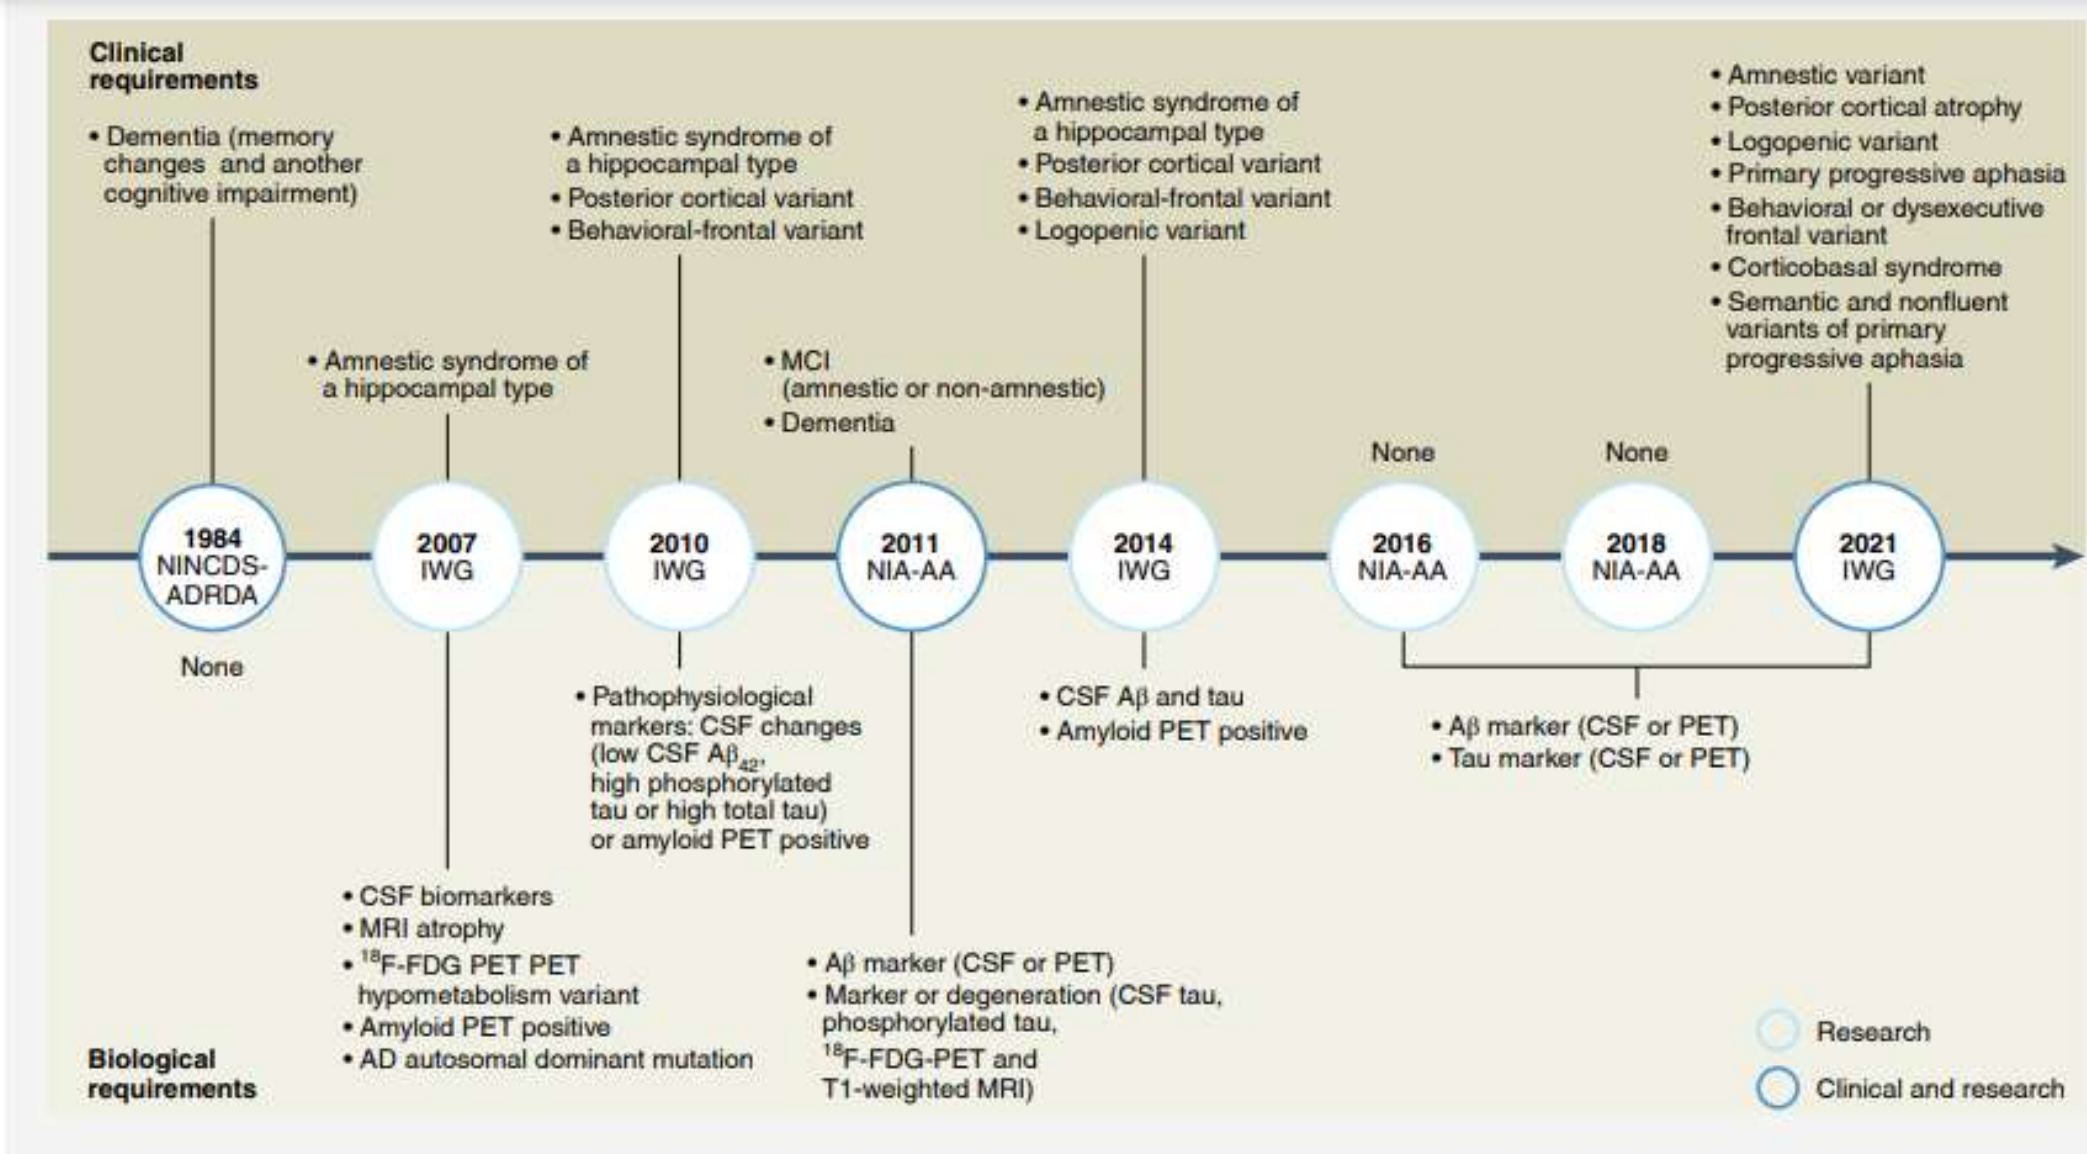 Clinical
requirements
• Dementia (memory
changes and another
cognitive impairment)
• Amnestic syndrome of
a hippocampal type
• Amnestic syndrome of
a hippocampal type
• Posterior cortical variant
• Behavioral-frontal variant
• MCI
(amnestic or non-amnestic)
• Dementia
• Amnestic syndrome of
a hippocampal type
• Posterior cortical variant
• Behavioral-frontal variant
• Logopenic variant
None
None
• Amnestic variant
• Posterior cortical atrophy
• Logopenic variant
• Primary progressive aphasia
• Behavioral or dysexecutive
frontal variant
• Corticobasal syndrome
• Semantic and nonfluent
variants of primary
progressive aphasia
1984
NINCDS-
ADRDA
2007
IWG
2010
IWG
2011
NIA-AA
2014
IWG
2016
NIA-AA
2018
NIA-AA
2021
IWG
None
• CSF biomarkers
• MRI atrophy
• ¹⁸F-FDG PET PET
hypometabolism variant
• Amyloid PET positive
• AD autosomal dominant mutation
• Pathophysiological
markers: CSF changes
(low CSF Aβ₄₂,
high phosphorylated
tau or high total tau)
or amyloid PET positive
• Aβ marker (CSF or PET)
• Marker or degeneration (CSF tau,
phosphorylated tau,
¹⁸F-FDG-PET and
T1-weighted MRI)
• CSF Aβ and tau
• Amyloid PET positive
• Aβ marker (CSF or PET)
• Tau marker (CSF or PET)
Biological
requirements
Research
Clinical and research